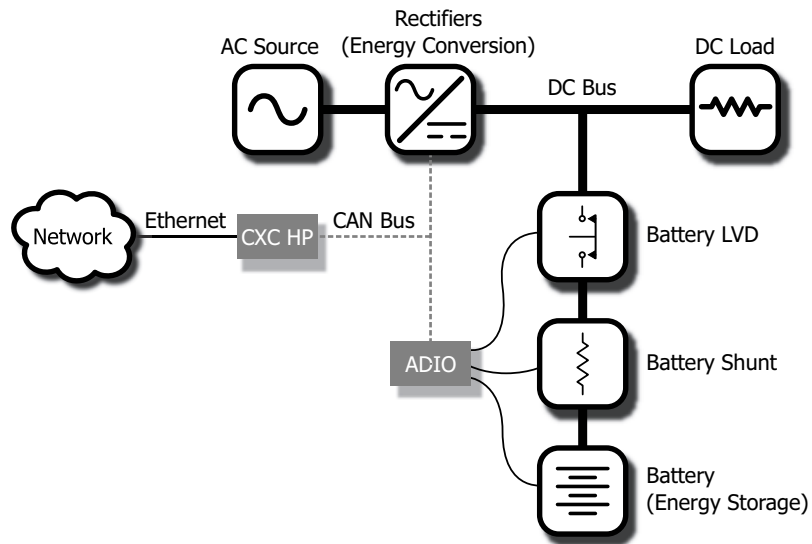 Rectifiers
(Energy Conversion)
AC Source
DC Load
DC Bus
Ethernet
CAN Bus
Network
CXC HP
Battery LVD
ADIO
Battery Shunt
Battery
(Energy Storage)